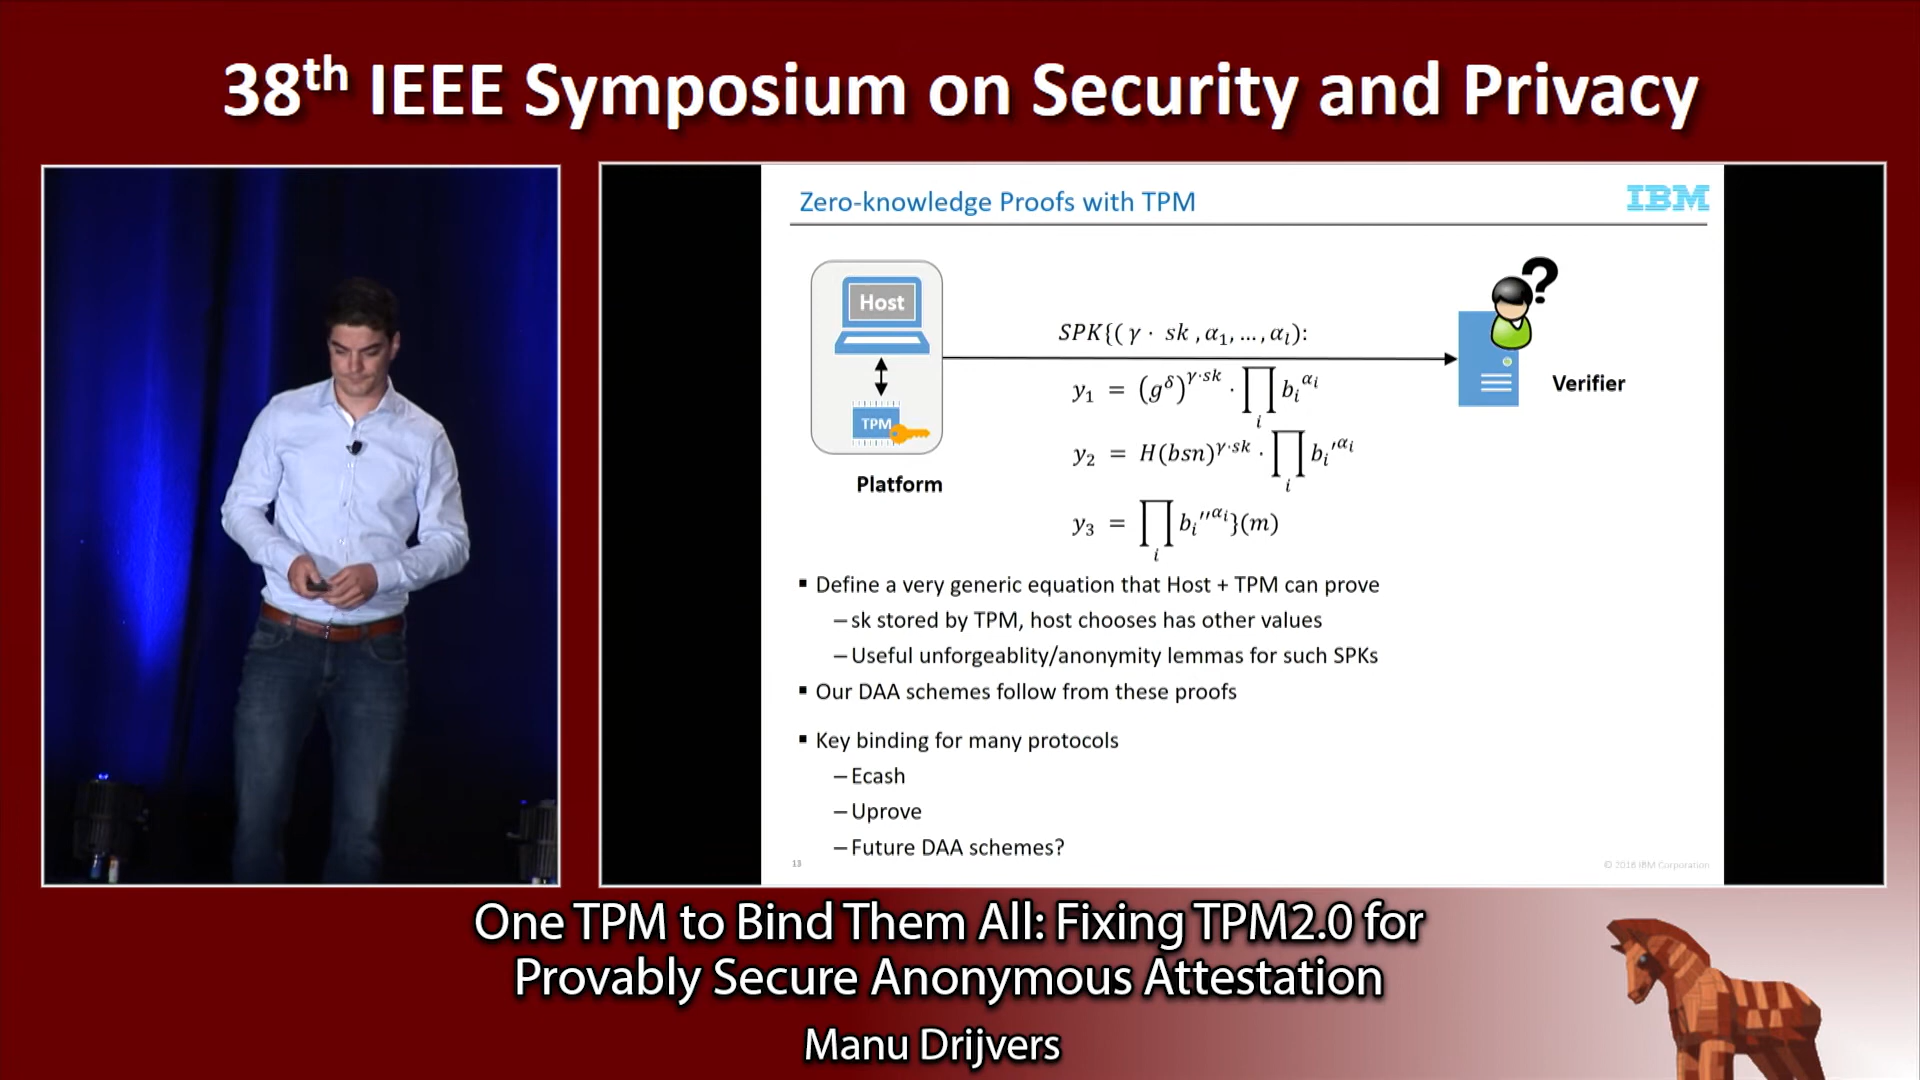 38th IEEE Symposium on Security and Privacy
Zero-knowledge Proofs with TPM
IBM
Host
TPM
Platform
SPK{( γ · sk , α₁, … , αₗ):
y₁ = (g^δ)^γ·sk · ∏ᵢ bᵢ^αᵢ
y₂ = H(bsn)^γ·sk · ∏ᵢ bᵢ′^αᵢ
y₃ = ∏ᵢ bᵢ′′^αᵢ}(m)
?
Verifier
▪ Define a very generic equation that Host + TPM can prove
– sk stored by TPM, host chooses has other values
– Useful unforgeablity/anonymity lemmas for such SPKs
▪ Our DAA schemes follow from these proofs
▪ Key binding for many protocols
– Ecash
– Uprove
– Future DAA schemes?
13
© 2016 IBM Corporation
One TPM to Bind Them All: Fixing TPM2.0 for
Provably Secure Anonymous Attestation
Manu Drijvers